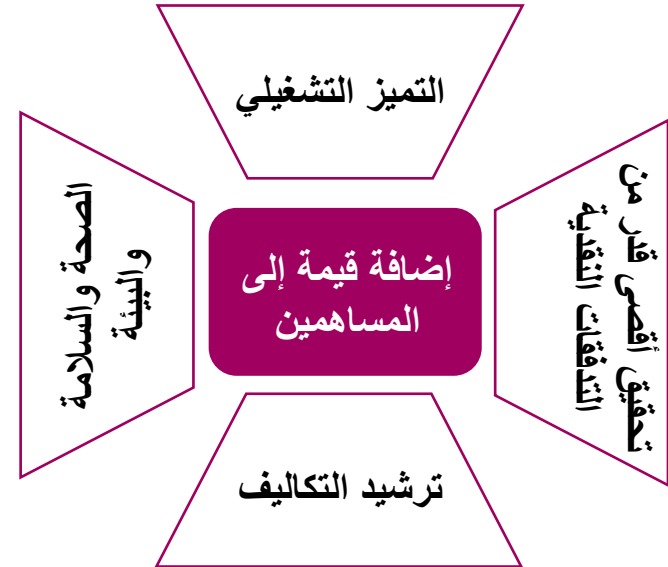 التميز التشغيلي
تحقيق أقصى قدر من
التدفقات النقدية
إضافة قيمة إلى
المساهمين
الصحة والسلامة
والبيئة
ترشيد التكاليف